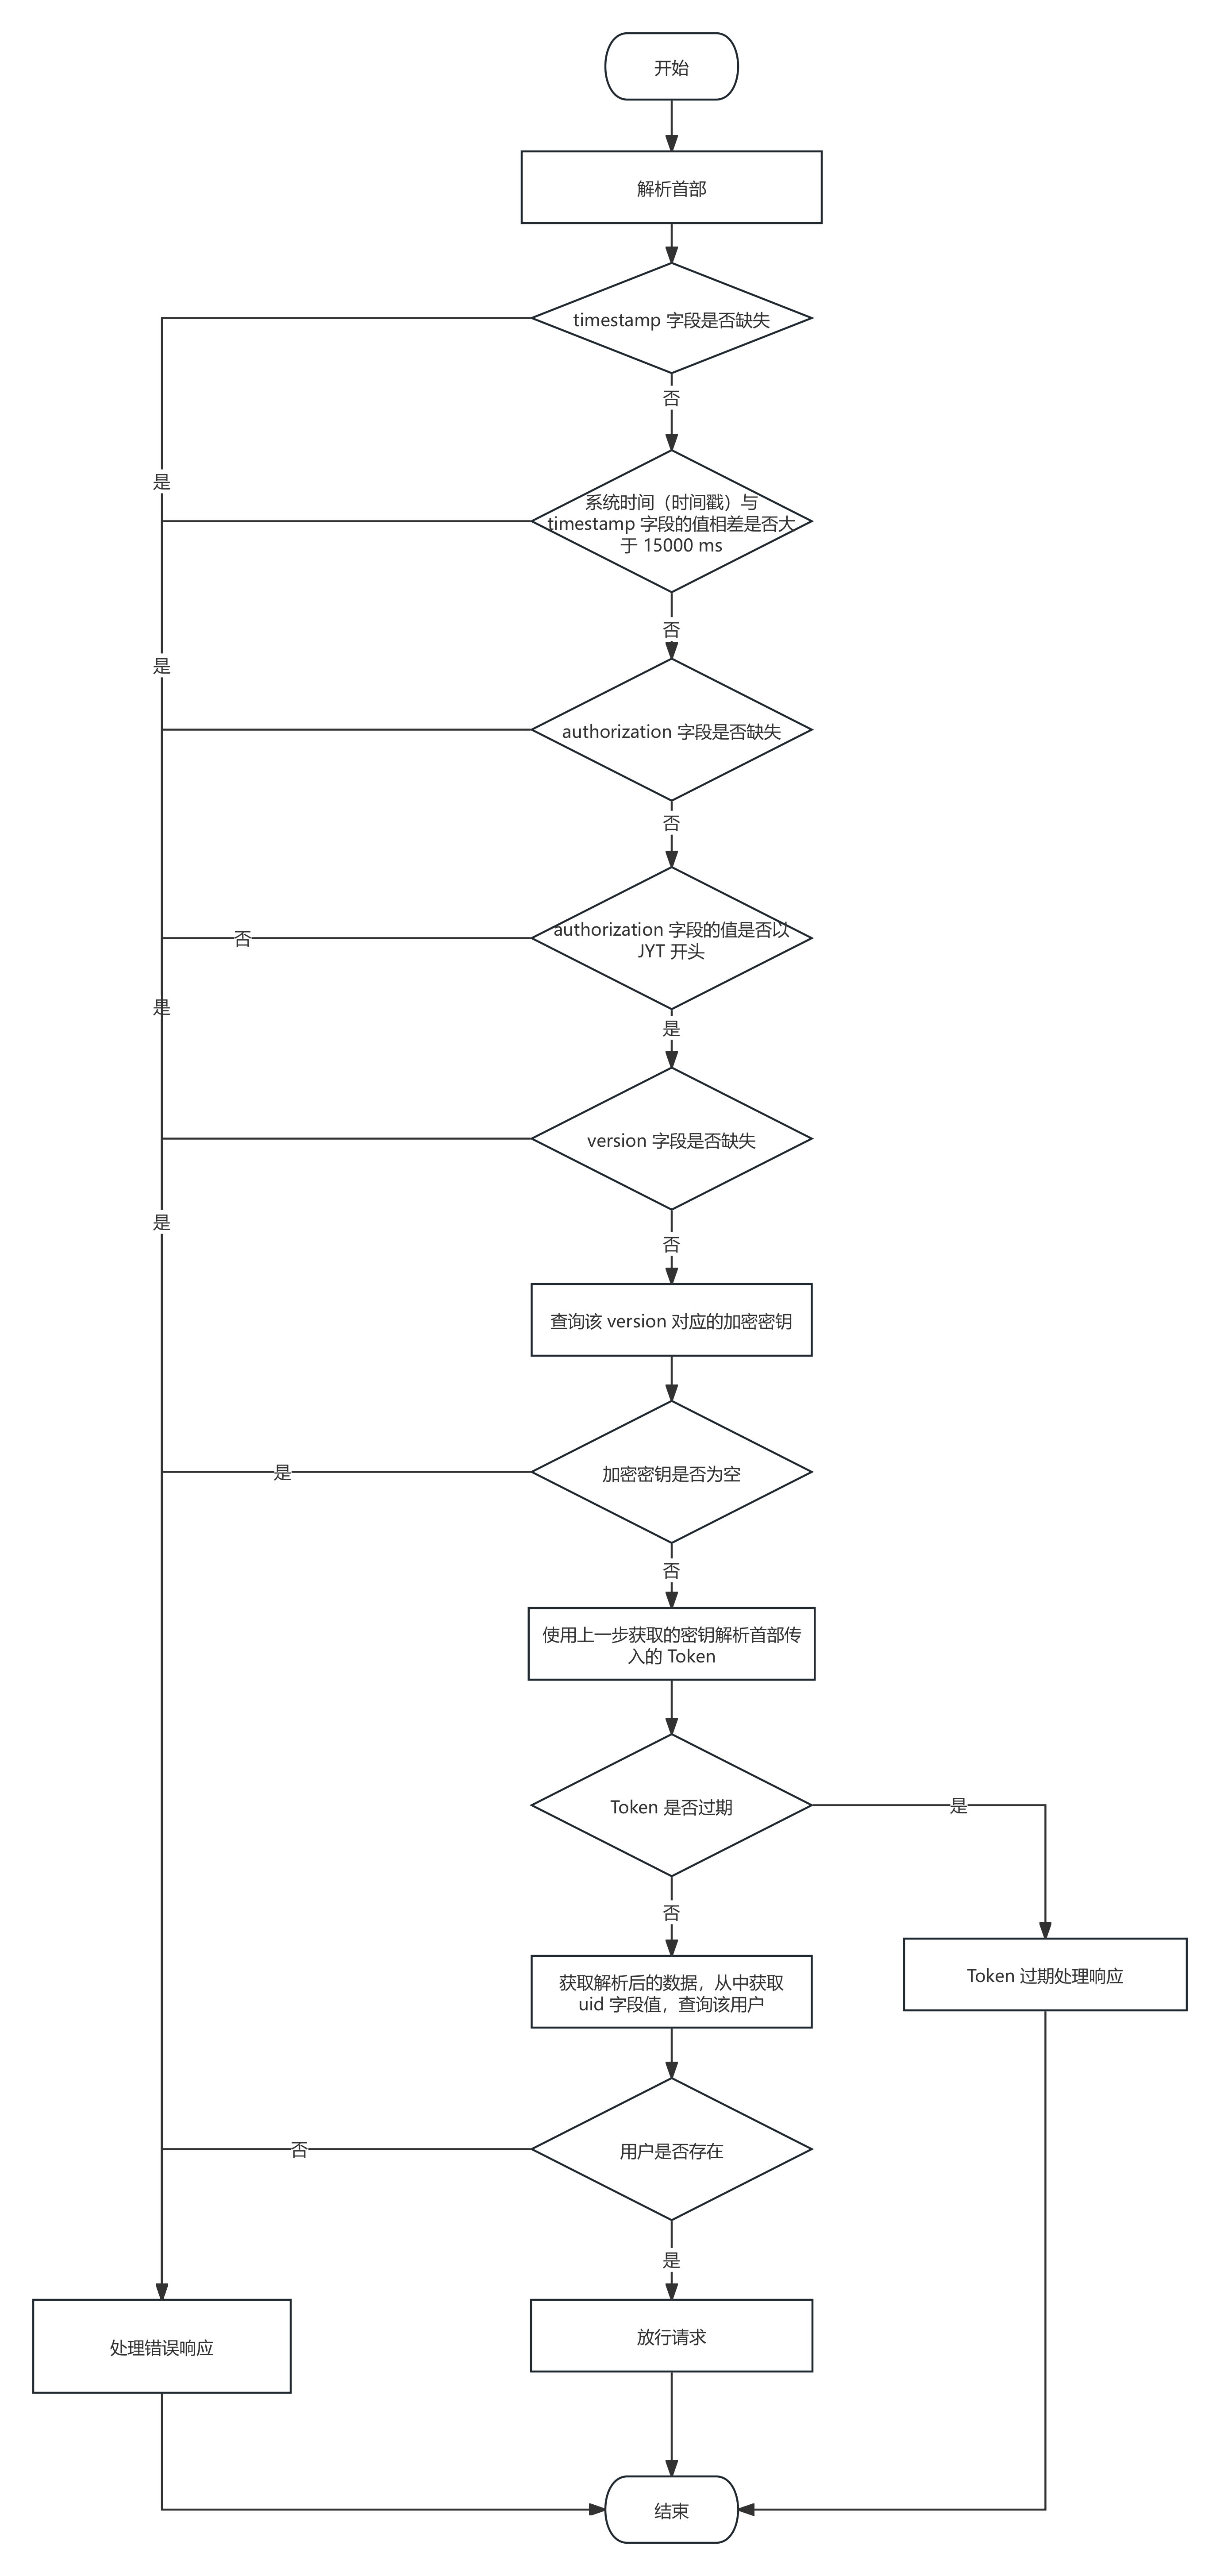 开始
解析首部
timestamp 字段是否缺失
否
是
系统时间（时间戳）与
timestamp 字段的值相差是否大
于 15000 ms
否
是
authorization 字段是否缺失
否
authorization 字段的值是否以
JYT 开头
否
是
是
version 字段是否缺失
是
否
查询该 version 对应的加密密钥
加密密钥是否为空
是
否
使用上一步获取的密钥解析首部传
入的 Token
Token 是否过期
是
否
获取解析后的数据，从中获取
uid 字段值，查询该用户
Token 过期处理响应
用户是否存在
否
是
处理错误响应
放行请求
结束